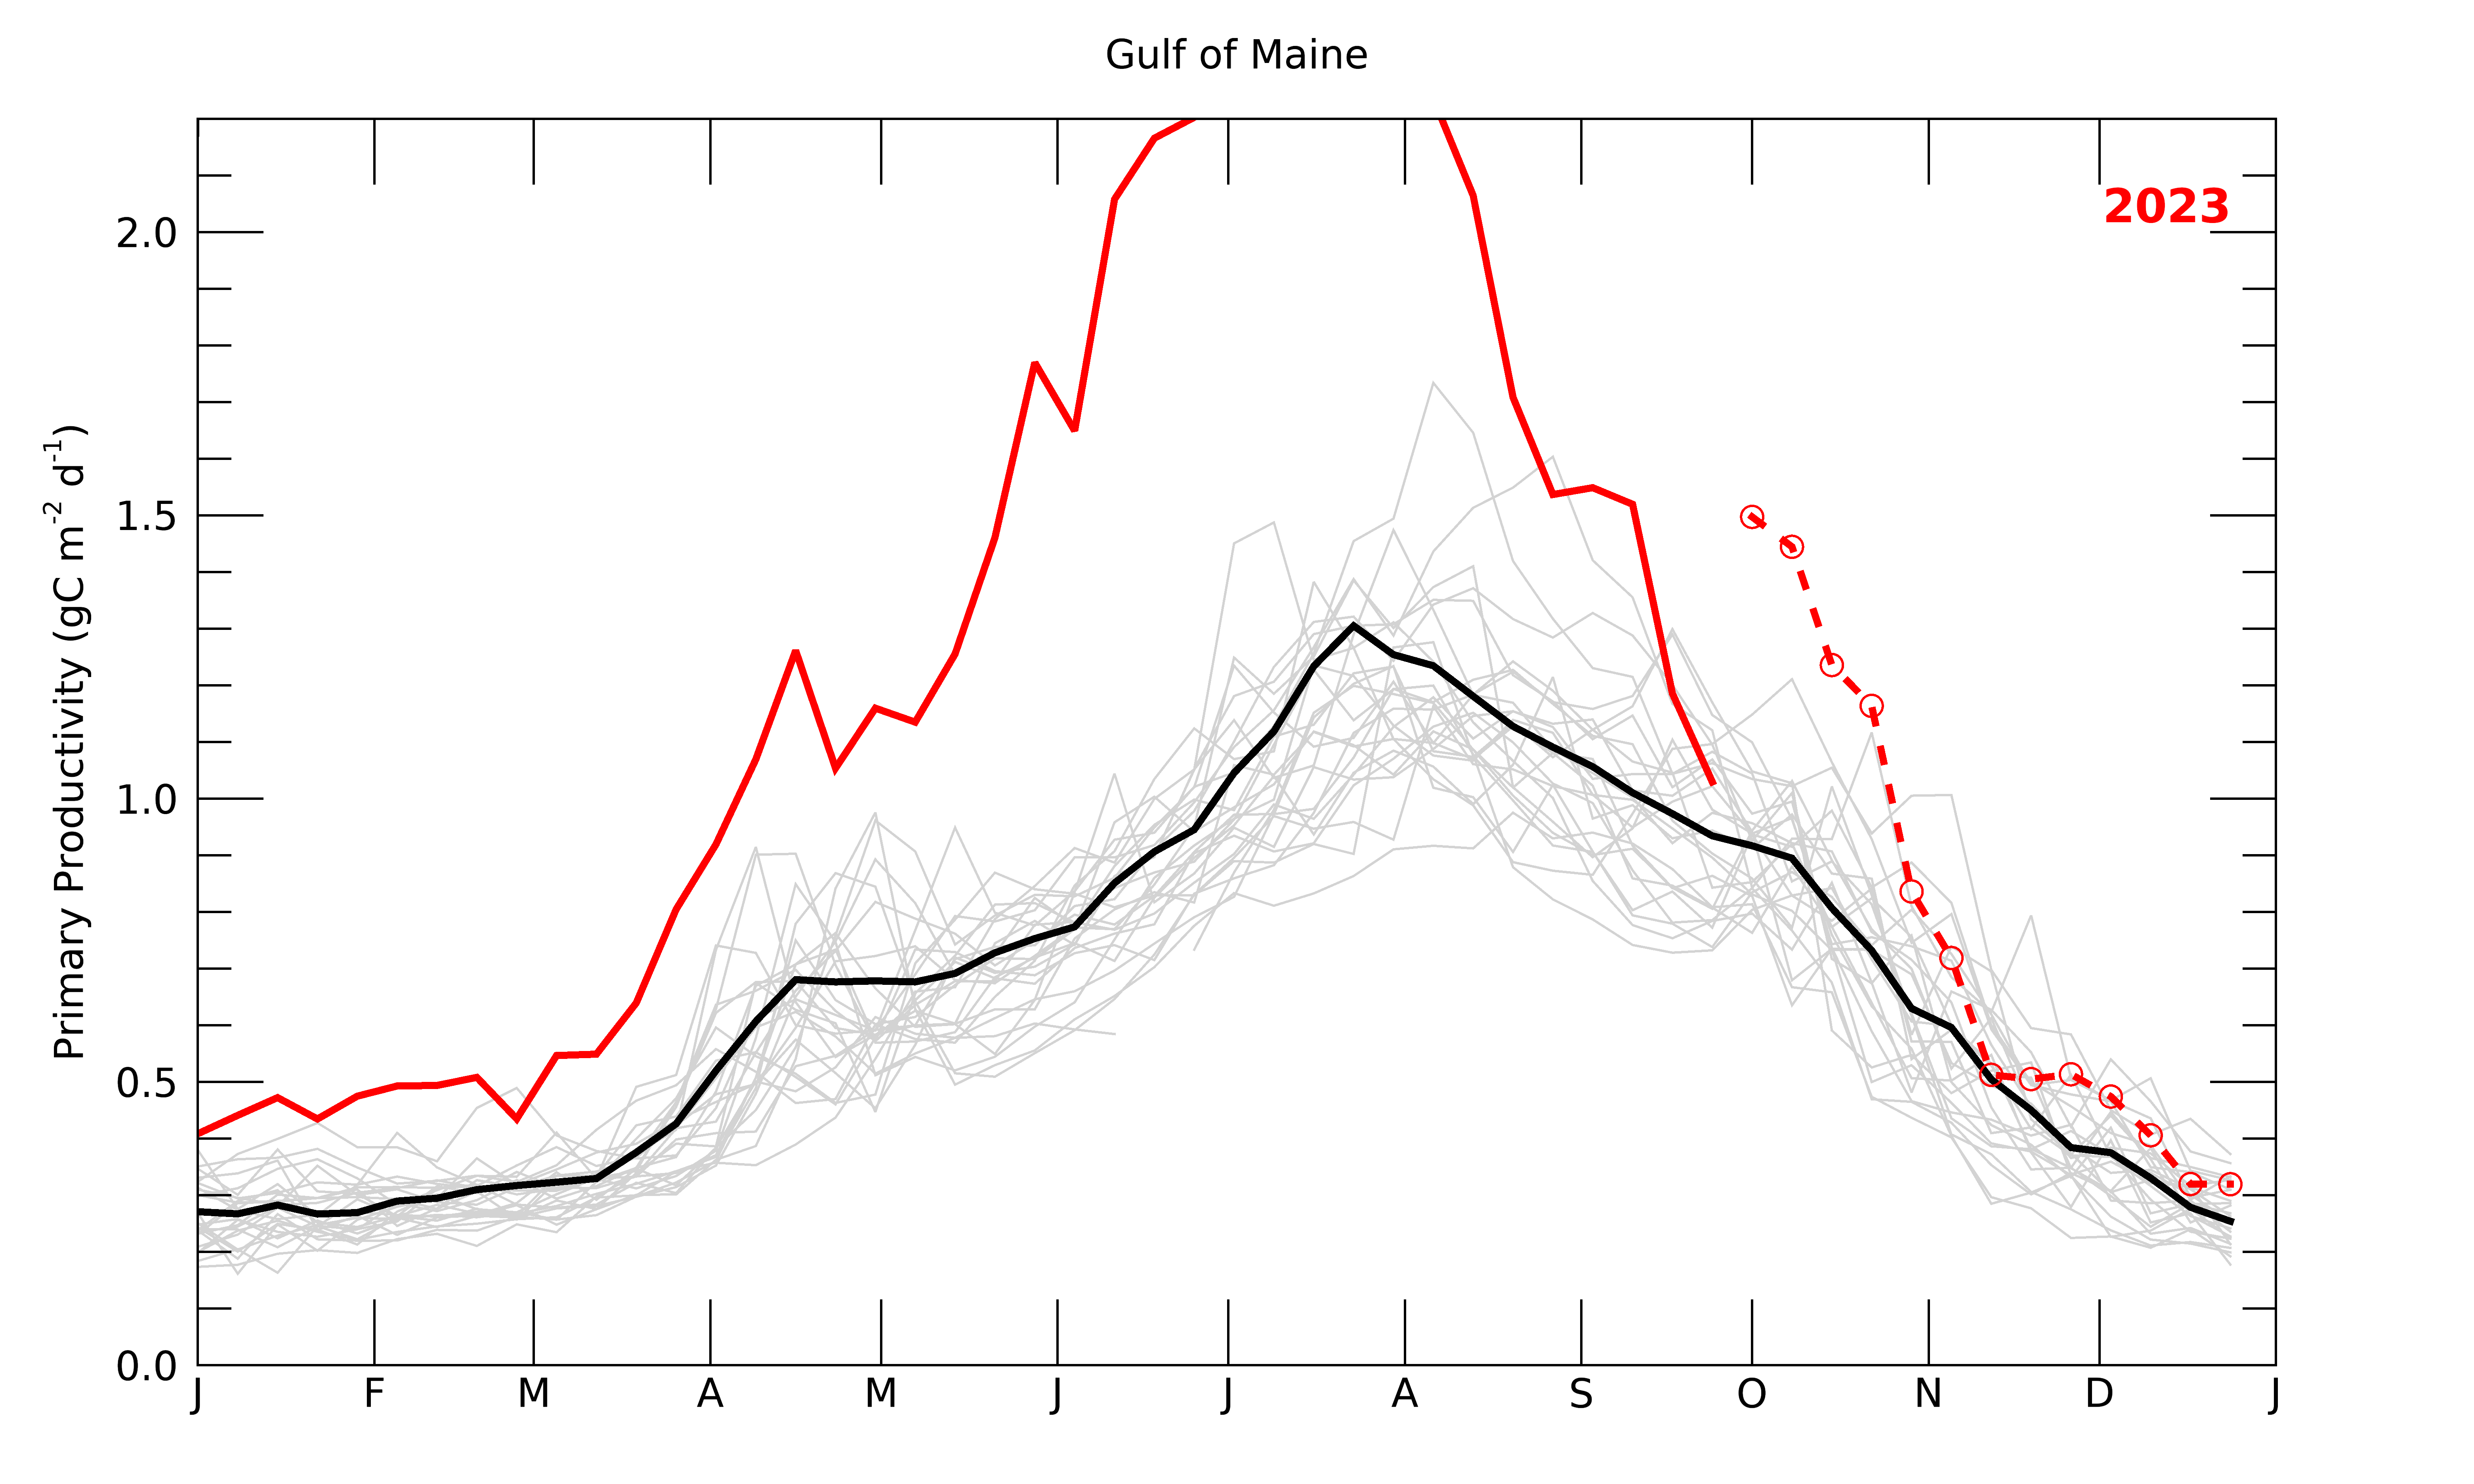 Gulf of Maine
2023
Primary Productivity (gC m⁻² d⁻¹)
2.0
1.5
1.0
0.5
0.0
J F M A M J J A S O N D J